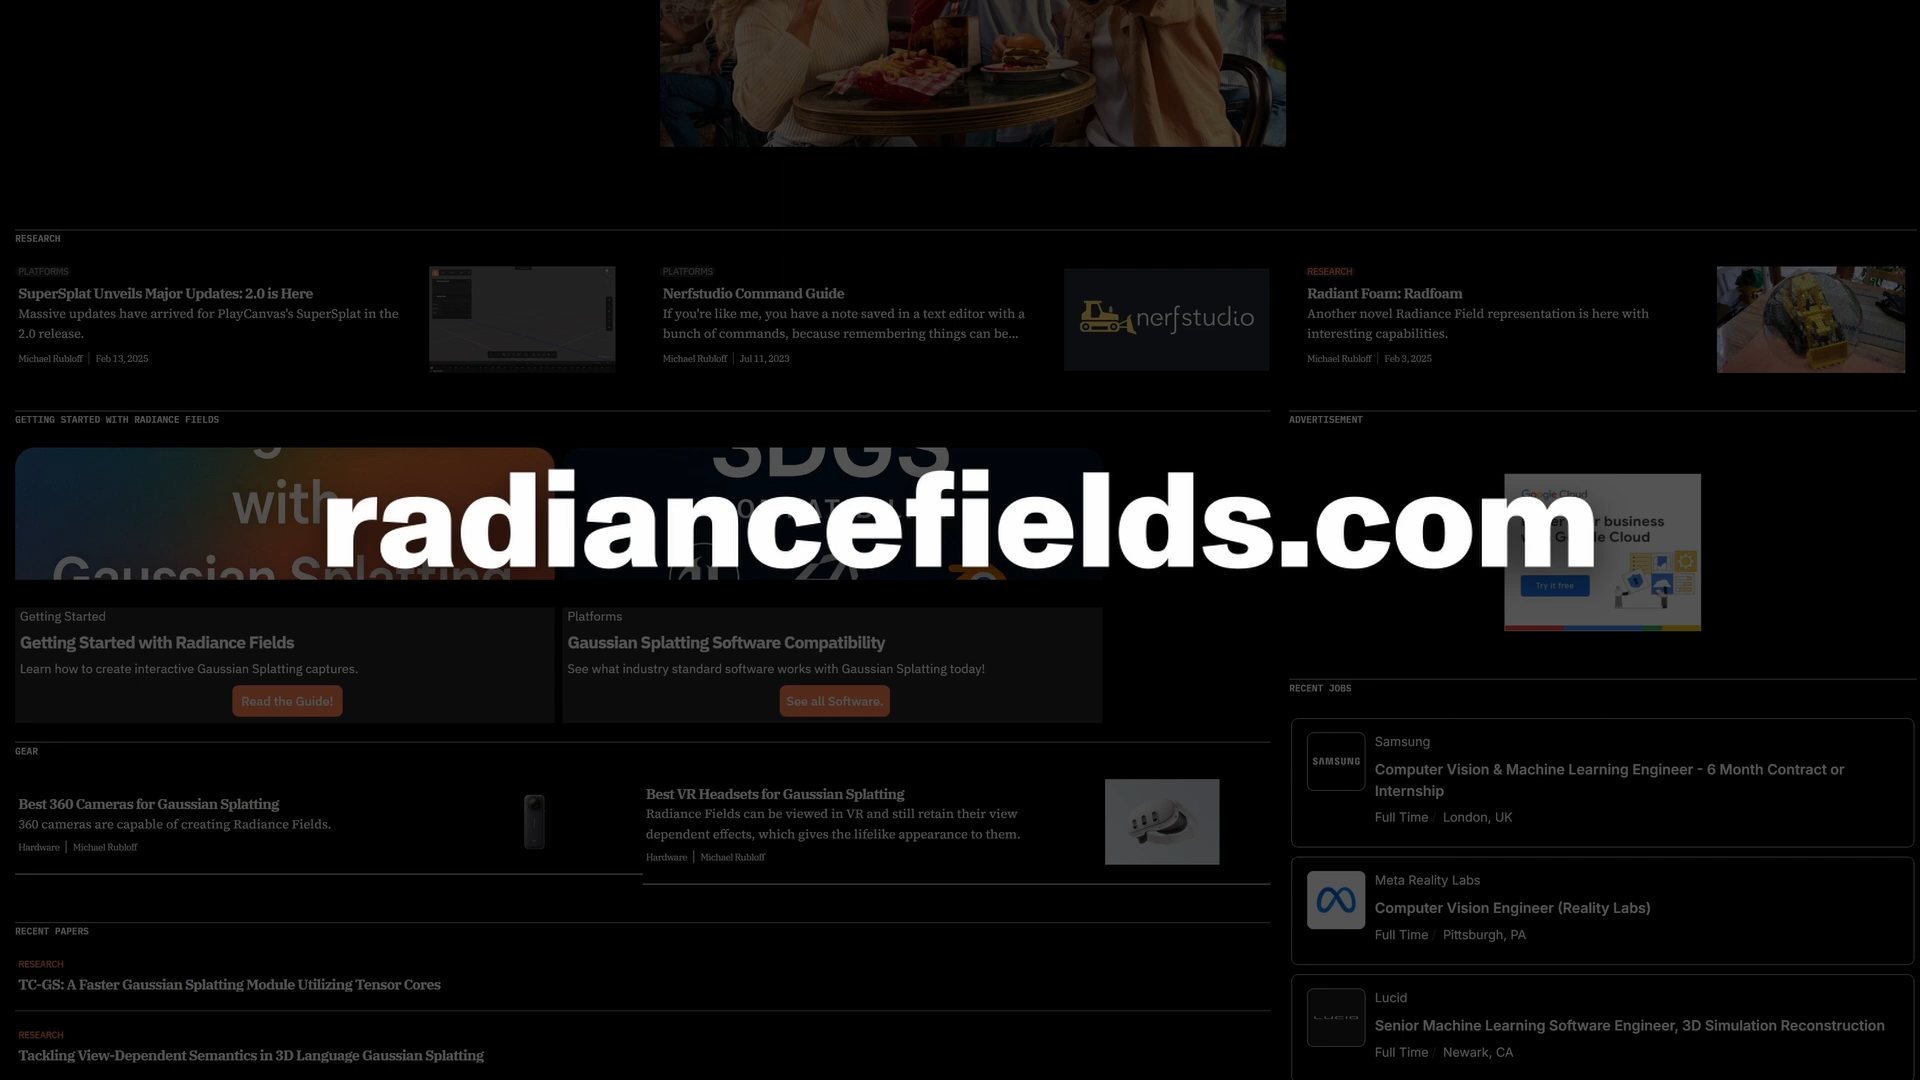 RESEARCH
PLATFORMS
SuperSplat Unveils Major Updates: 2.0 is Here
Massive updates have arrived for PlayCanvas's SuperSplat in the
2.0 release.
Michael Rubloff | Feb 13, 2025
PLATFORMS
Nerfstudio Command Guide
If you're like me, you have a note saved in a text editor with a
bunch of commands, because remembering things can be...
Michael Rubloff | Jul 11, 2023
nerfstudio
RESEARCH
Radiant Foam: Radfoam
Another novel Radiance Field representation is here with
interesting capabilities.
Michael Rubloff | Feb 3, 2025
GETTING STARTED WITH RADIANCE FIELDS
ADVERTISEMENT
with
Gaussian Splatting
3DGS
radiancefields.com
Google Cloud
business
Cloud
Try it free
Getting Started
Getting Started with Radiance Fields
Learn how to create interactive Gaussian Splatting captures.
Read the Guide!
Platforms
Gaussian Splatting Software Compatibility
See what industry standard software works with Gaussian Splatting today!
See all Software.
GEAR
Best 360 Cameras for Gaussian Splatting
360 cameras are capable of creating Radiance Fields.
Hardware | Michael Rubloff
Best VR Headsets for Gaussian Splatting
Radiance Fields can be viewed in VR and still retain their view
dependent effects, which gives the lifelike appearance to them.
Hardware | Michael Rubloff
RECENT PAPERS
RESEARCH
TC-GS: A Faster Gaussian Splatting Module Utilizing Tensor Cores
RESEARCH
Tackling View-Dependent Semantics in 3D Language Gaussian Splatting
RECENT JOBS
SAMSUNG
Samsung
Computer Vision & Machine Learning Engineer - 6 Month Contract or
Internship
Full Time / London, UK
Meta Reality Labs
Computer Vision Engineer (Reality Labs)
Full Time / Pittsburgh, PA
LUCID
Lucid
Senior Machine Learning Software Engineer, 3D Simulation Reconstruction
Full Time / Newark, CA